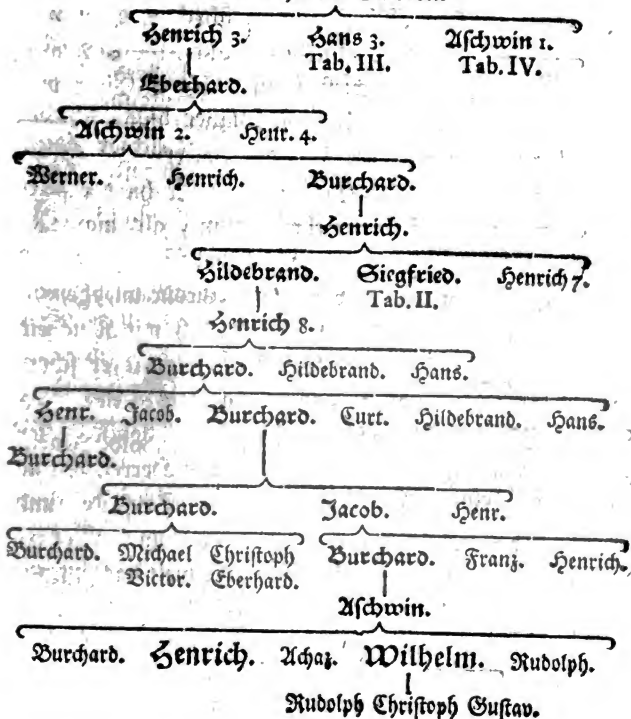 Henrich 3. Hans 3. Aſchwin 1.
Tab. III. Tab. IV.
Eberhard.
Aſchwin 2. Henr. 4.
Werner. Henrich. Burchard.
Henrich.
Hildebrand. Siegfried. Henrich 7.
Tab. II.
Henrich 8.
Burchard. Hildebrand. Hans.
Henr. Jacob. Burchard. Curt. Hildebrand. Hans.
Burchard.
Burchard. Jacob. Henr.
Burchard. Michael Chriſtoph Burchard. Franz. Henrich.
Victor. Eberhard.
Aſchwin.
Burchard. Henrich. Achaz. Wilhelm. Rudolph.
Rudolph Chriſtoph Guſtav.